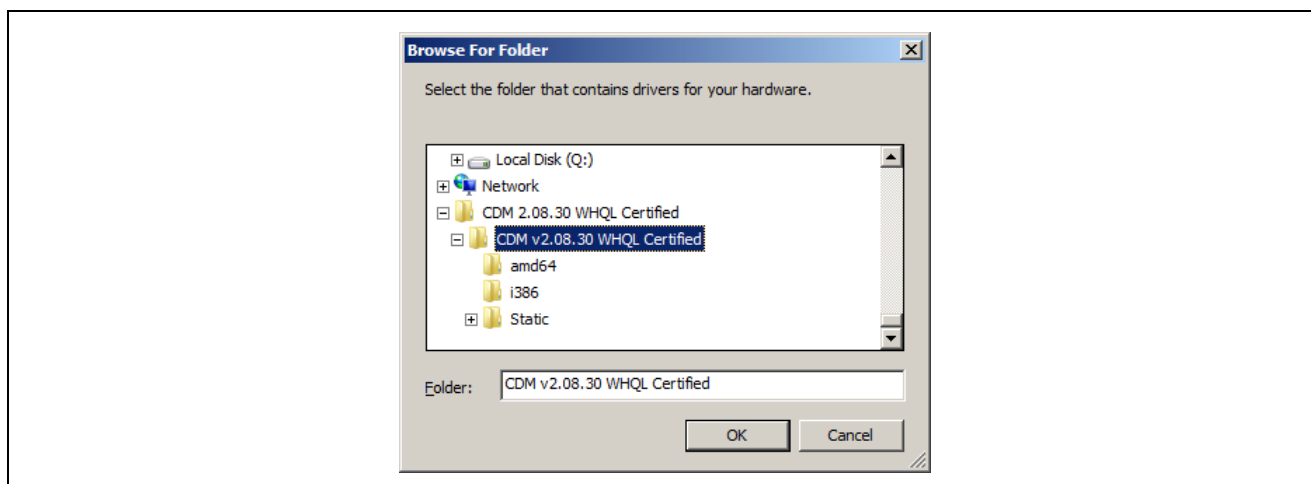 Browse For Folder
Select the folder that contains drivers for your hardware.
Local Disk (Q:)
Network
CDM 2.08.30 WHQL Certified
CDM v2.08.30 WHQL Certified
amd64
i386
Static
Folder: CDM v2.08.30 WHQL Certified
OK Cancel